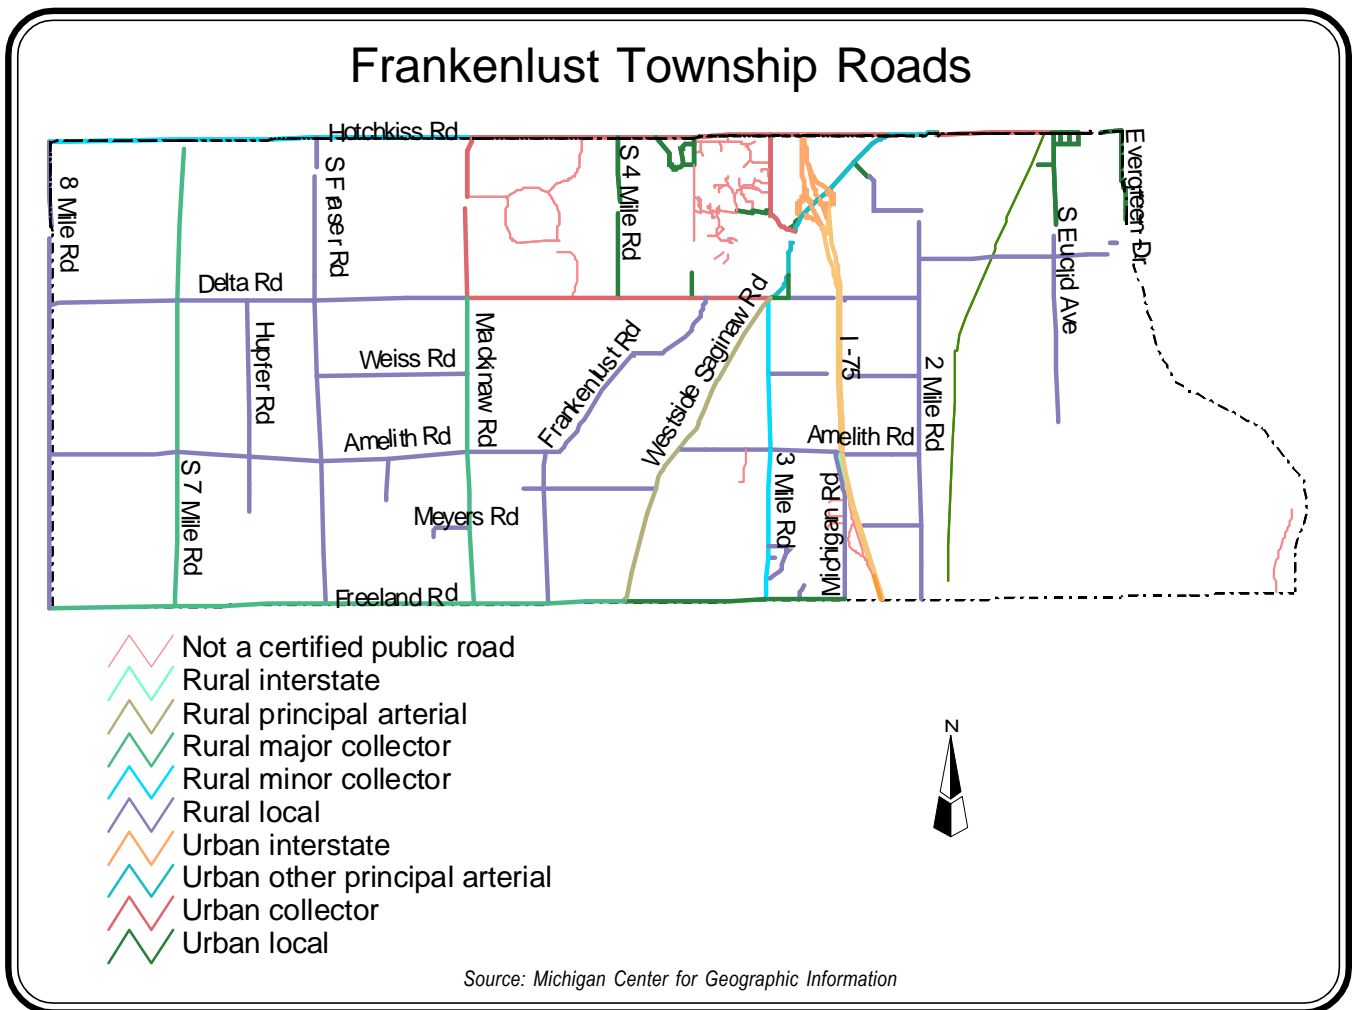 Frankenlust Township Roads
Hotchkiss Rd
8 Mile Rd
S Fraser Rd
S 4 Mile Rd
Evergreen Dr
S Euclid Ave
Delta Rd
Hupfer Rd
Weiss Rd
Mackinaw Rd
Frankenlust Rd
Westside Saginaw Rd
I-75
2 Mile Rd
Amelith Rd
Amelith Rd
S 7 Mile Rd
Meyers Rd
3 Mile Rd
Michigan Rd
Freeland Rd
Not a certified public road
Rural interstate
Rural principal arterial
Rural major collector
Rural minor collector
Rural local
Urban interstate
Urban other principal arterial
Urban collector
Urban local
N
Source: Michigan Center for Geographic Information